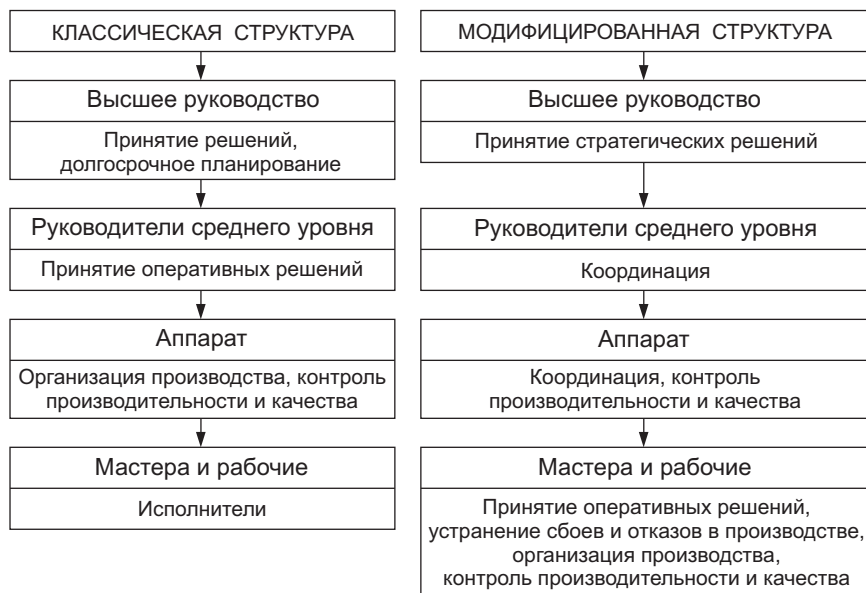 КЛАССИЧЕСКАЯ СТРУКТУРА
Высшее руководство
Принятие решений,
долгосрочное планирование
Руководители среднего уровня
Принятие оперативных решений
Аппарат
Организация производства, контроль
производительности и качества
Мастера и рабочие
Исполнители
МОДИФИЦИРОВАННАЯ СТРУКТУРА
Высшее руководство
Принятие стратегических решений
Руководители среднего уровня
Координация
Аппарат
Координация, контроль
производительности и качества
Мастера и рабочие
Принятие оперативных решений,
устранение сбоев и отказов в производстве,
организация производства,
контроль производительности и качества